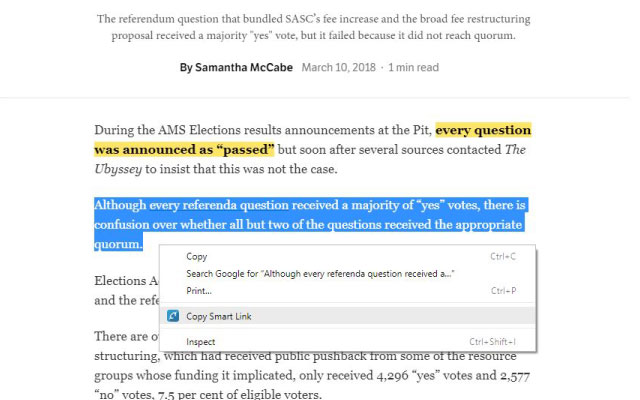 The referendum question that bundled SASC's fee increase and the broad fee restructuring
proposal received a majority "yes" vote, but it failed because it did not reach quorum.
By Samantha McCabe March 10, 2018 · 1 min read
During the AMS Elections results announcements at the Pit, every question
was announced as “passed” but soon after several sources contacted The
Ubyssey to insist that this was not the case.
Although every referenda question received a majority of “yes” votes, there is
confusion over whether all but two of the questions received the appropriate
quorum.
Copy Ctrl+C
Search Google for “Although every referenda question received a...”
Print... Ctrl+P
Copy Smart Link
Inspect Ctrl+Shift+I
Elections A
and the refe
There are o
structuring, which had received public pushback from some of the resource
groups whose funding it implicated, only received 4,296 “yes” votes and 2,577
“no” votes, 7.5 per cent of eligible voters.